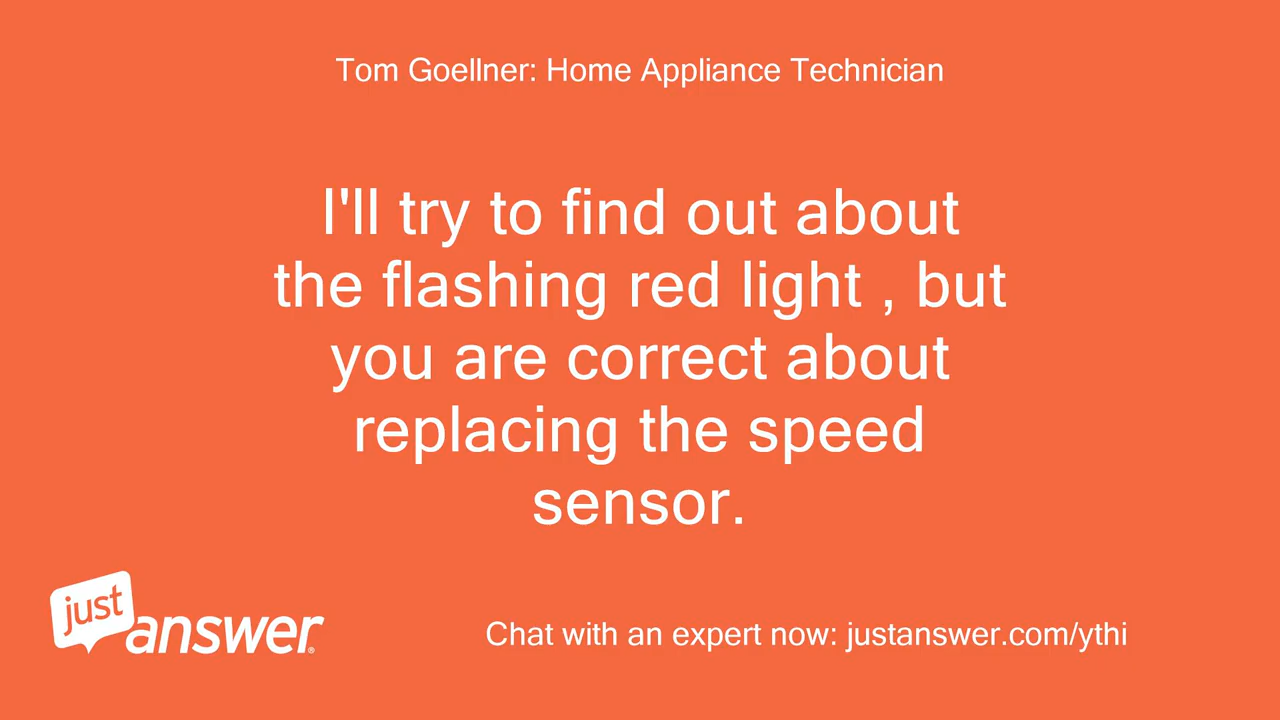 Tom Goellner: Home Appliance Technician
I'll try to find out about
the flashing red light , but
you are correct about
replacing the speed
sensor.
just
answer®
Chat with an expert now: justanswer.com/ythi